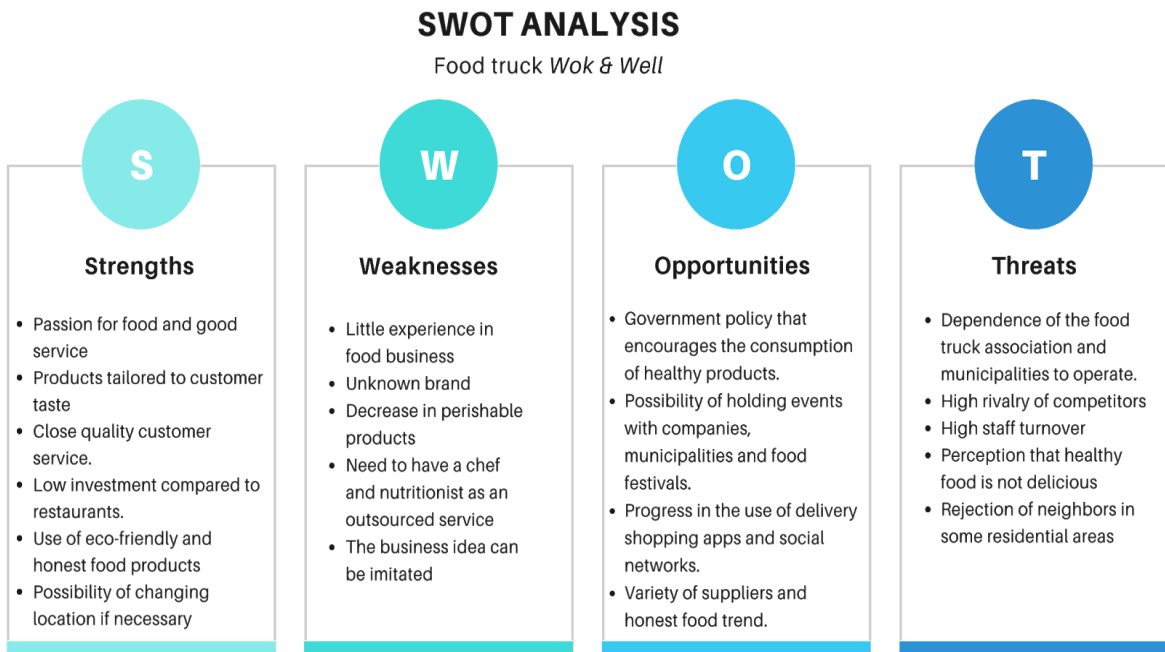 SWOT ANALYSIS
Food truck Wok & Well
S
Strengths
• Passion for food and good
service
• Products tailored to customer
taste
• Close quality customer
service.
• Low investment compared to
restaurants.
• Use of eco-friendly and
honest food products
• Possibility of changing
location if necessary
W
Weaknesses
• Little experience in
food business
• Unknown brand
• Decrease in perishable
products
• Need to have a chef
and nutritionist as an
outsourced service
• The business idea can
be imitated
O
Opportunities
• Government policy that
encourages the consumption
of healthy products.
• Possibility of holding events
with companies,
municipalities and food
festivals.
• Progress in the use of delivery
shopping apps and social
networks.
• Variety of suppliers and
honest food trend.
T
Threats
• Dependence of the food
truck association and
municipalities to operate.
• High rivalry of competitors
• High staff turnover
• Perception that healthy
food is not delicious
• Rejection of neighbors in
some residential areas